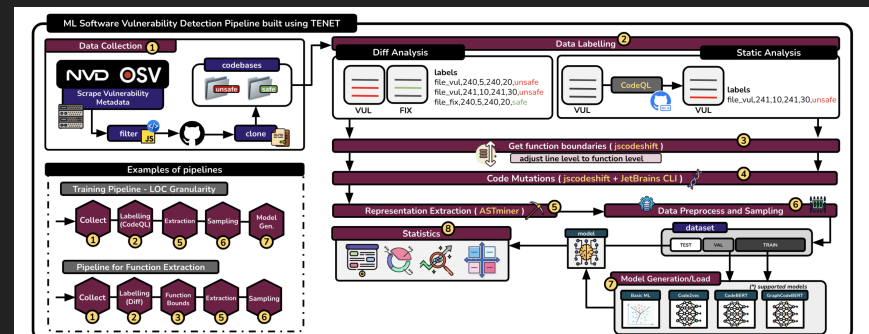 ML Software Vulnerability Detection Pipeline built using TENET
Data Collection 1
NVD OSV
Scrape Vulnerability
Metadata
codebases
unsafe
safe
filter
JS
clone
Data Labelling
2
Diff Analysis
VUL
FIX
labels
file_vul,240,5,240,20,unsafe
file_vul,241,10,241,30,unsafe
file_fix,240,5,240,20,safe
Static Analysis
VUL
CodeQL
VUL
labels
file_vul,241,10,241,30,unsafe
Get function boundaries (jscodeshift)
3
adjust line level to function level
Code Mutations ( jscodeshift + JetBrains CLI )
4
Representation Extraction ( ASTminer )
5
Data Preprocess and Sampling
6
dataset
TEST
VAL
TRAIN
Statistics
8
model
7 Model Generation/Load
(*) supported models
Basic ML
Code2vec
CodeBERT
GraphCodeBERT
Examples of pipelines
Training Pipeline - LOC Granularity
Collect
1
Labelling
(CodeQL)
2
Extraction
5
Sampling
6
Model
Gen.
7
Pipeline for Function Extraction
Collect
1
Labelling
(Diff)
2
Function
Bounds
3
Extraction
5
Sampling
6